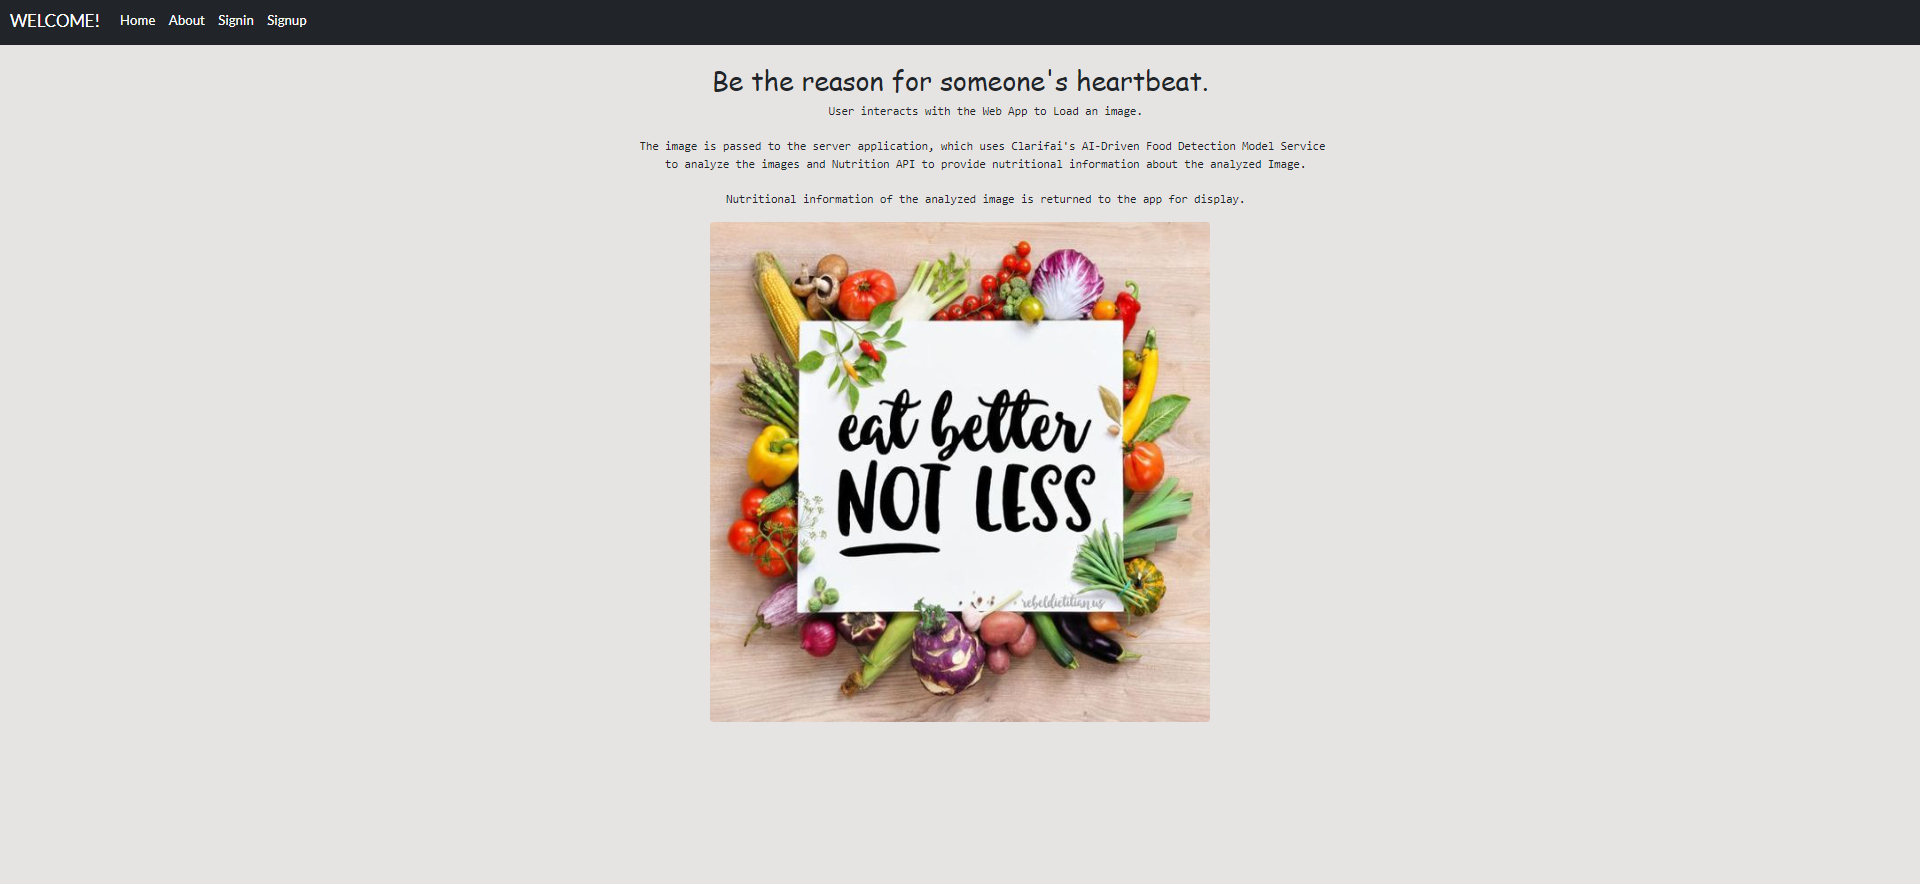 WELCOME! Home About Signin Signup
Be the reason for someone's heartbeat.
User interacts with the Web App to Load an image.
The image is passed to the server application, which uses Clarifai's AI-Driven Food Detection Model Service
to analyze the images and Nutrition API to provide nutritional information about the analyzed Image.
Nutritional information of the analyzed image is returned to the app for display.
eat better
NOT LESS
rebeldietitian.us